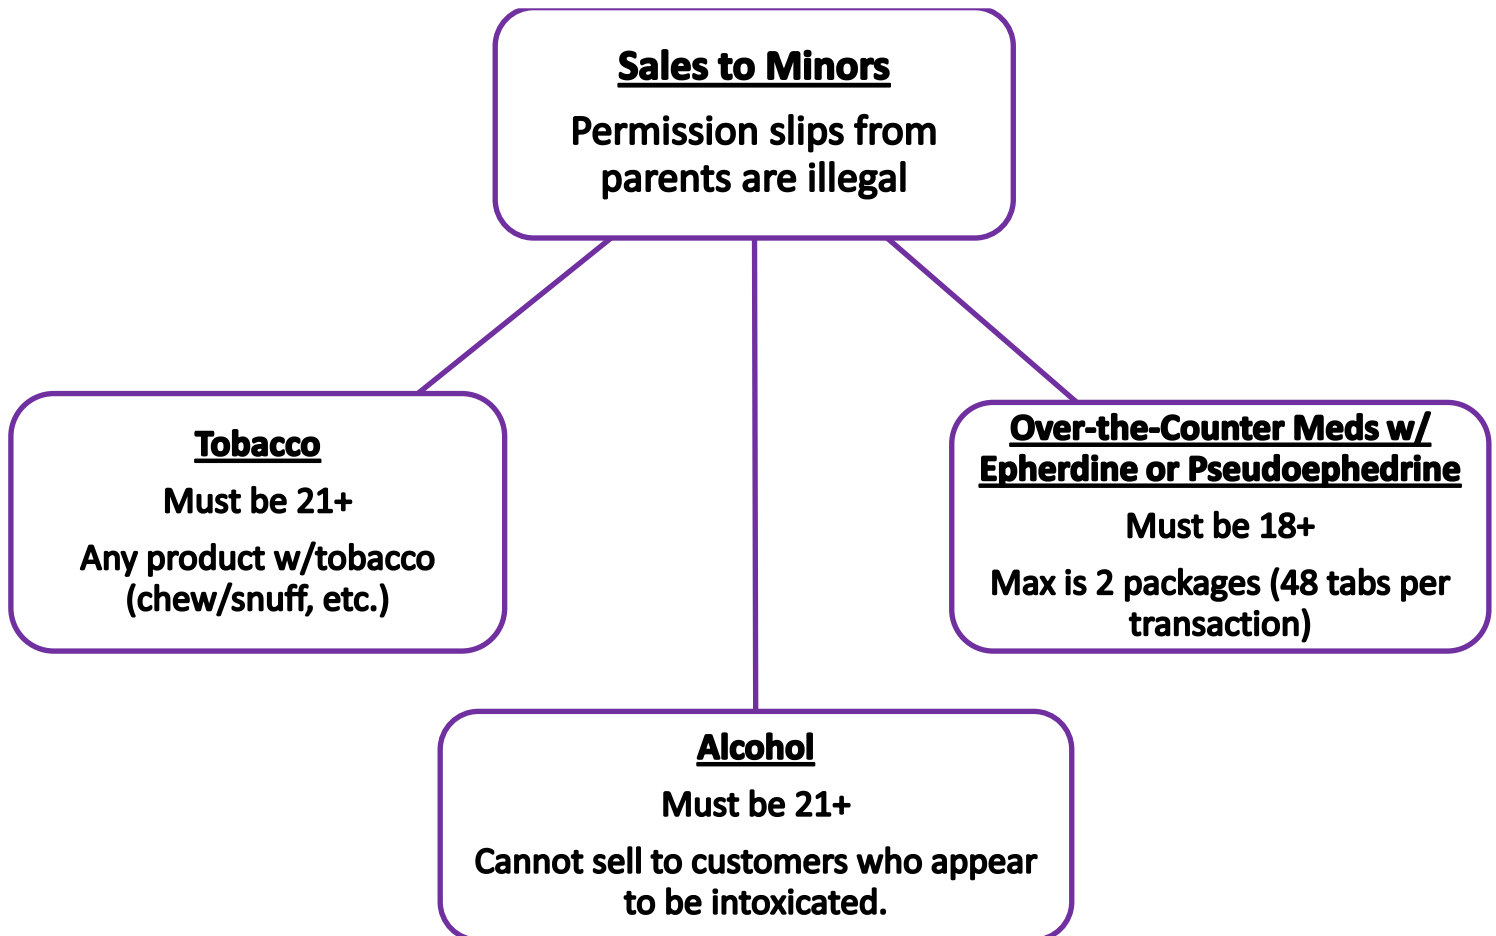 Sales to Minors
Permission slips from
parents are illegal
Tobacco
Must be 21+
Any product w/tobacco
(chew/snuff, etc.)
Over-the-Counter Meds w/
Epherdine or Pseudoephedrine
Must be 18+
Max is 2 packages (48 tabs per
transaction)
Alcohol
Must be 21+
Cannot sell to customers who appear
to be intoxicated.